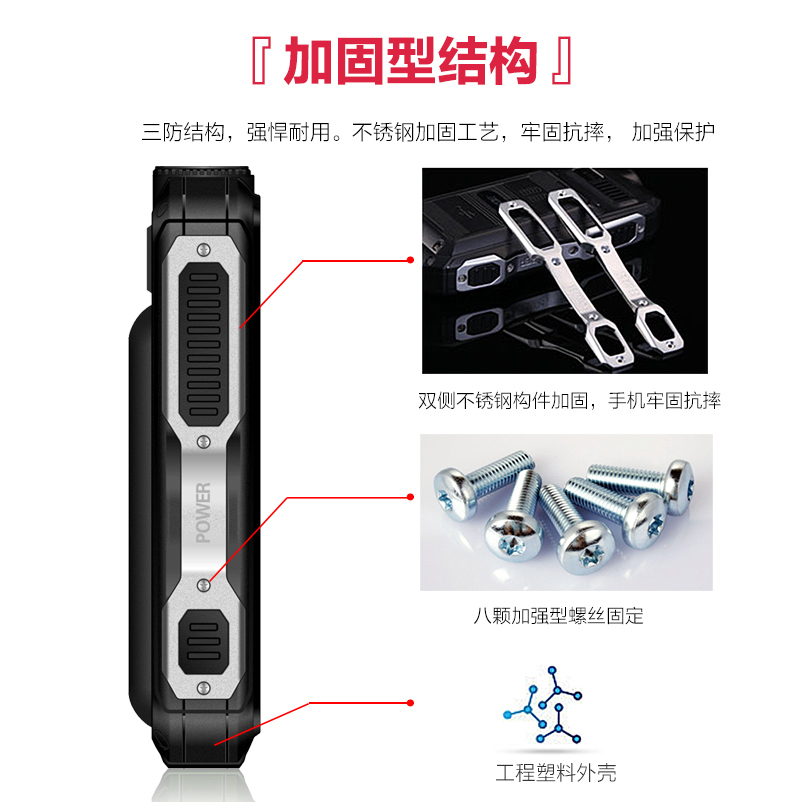 『加固型结构』
三防结构，强悍耐用。不锈钢加固工艺，牢固抗摔， 加强保护
双侧不锈钢构件加固，手机牢固抗摔
POWER
八颗加强型螺丝固定
工程塑料外壳